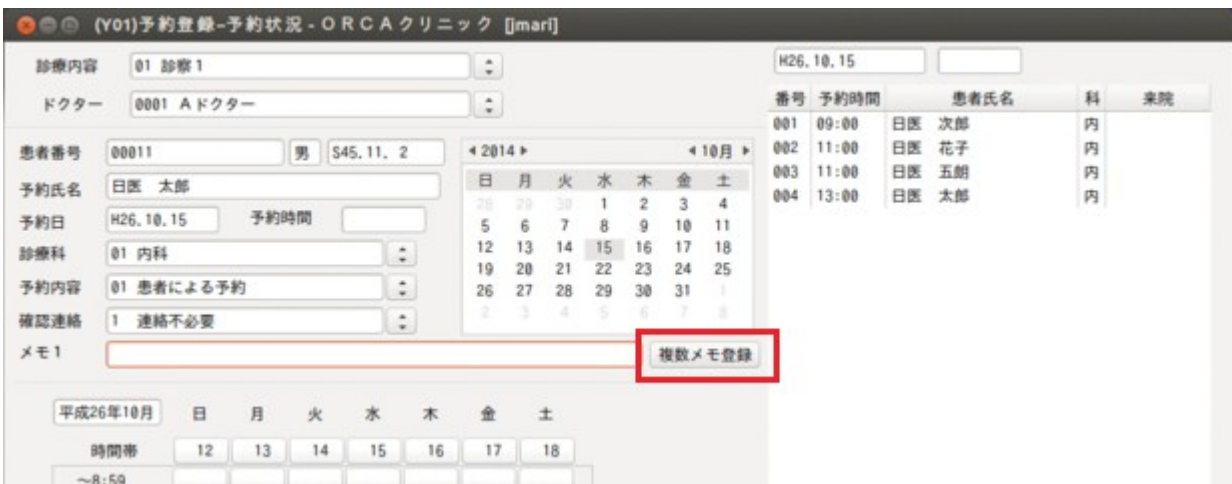 (Y01)予約登録-予約状況-ORCAクリニック [jmari]
診療内容 01 診察1
ドクター 0001 Aドクター
患者番号 00011 男 S45.11. 2
予約氏名 日医 太郎
予約日 H26.10.15 予約時間
診療科 01 内科
予約内容 01 患者による予約
確認連絡 1 連絡不必要
メモ1 複数メモ登録
2014 10月
日 月 火 水 木 金 土
28 29 30 1 2 3 4
5 6 7 8 9 10 11
12 13 14 15 16 17 18
19 20 21 22 23 24 25
26 27 28 29 30 31 1
2 3 4 5 6 7 8
平成26年10月 日 月 火 水 木 金 土
時間帯 12 13 14 15 16 17 18
～8:59
H26.10.15
番号 予約時間 患者氏名 科 来院
001 09:00 日医 次郎 内
002 11:00 日医 花子 内
003 11:00 日医 五朗 内
004 13:00 日医 太郎 内